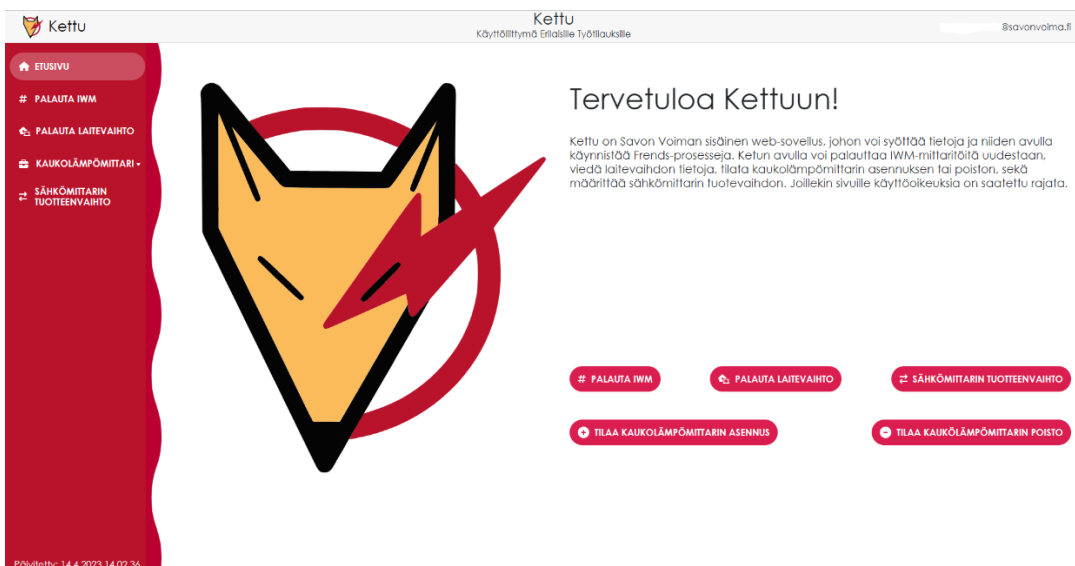 Kettu
Kettu
Käyttöliittymä Erilaisille Työtilauksille
@savonvoima.fi
ETUSIVU
# PALAUTA IWM
PALAUTA LAITEVAIHTO
KAUKOLÄMPÖMITTARI
SÄHKÖMITTARIN
TUOTTEENVAIHTO
Tervetuloa Kettuun!
Kettu on Savon Voiman sisäinen web-sovellus, johon voi syöttää tietoja ja niiden avulla
käynnistää Frends-prosesseja. Ketun avulla voi palauttaa IWM-mittaritöitä uudestaan,
viedä laitevaihdon tietoja, tilata kaukolämpömittarin asennuksen tai poiston, sekä
määrittää sähkömittarin tuotevaihdon. Joillekin sivuille käyttöoikeuksia on saatettu rajata.
# PALAUTA IWM
PALAUTA LAITEVAIHTO
SÄHKÖMITTARIN TUOTTEENVAIHTO
TILAA KAUKOLÄMPÖMITTARIN ASENNUS
TILAA KAUKÖLÄMPÖMITTARIN POISTO
Päivitetty: 14.4.2023 14.02.36